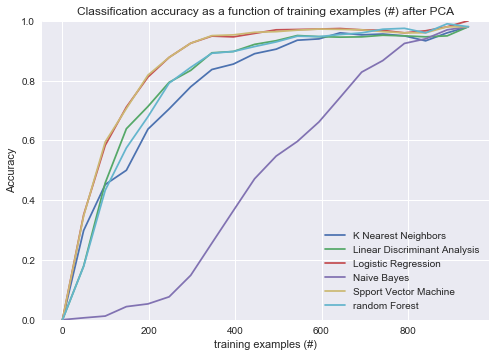 Classification accuracy as a function of training examples (#) after PCA
1.0
0.8
0.6
0.4
0.2
0.0
Accuracy
K Nearest Neighbors
Linear Discriminant Analysis
Logistic Regression
Naive Bayes
Spport Vector Machine
random Forest
0 200 400 600 800
training examples (#)